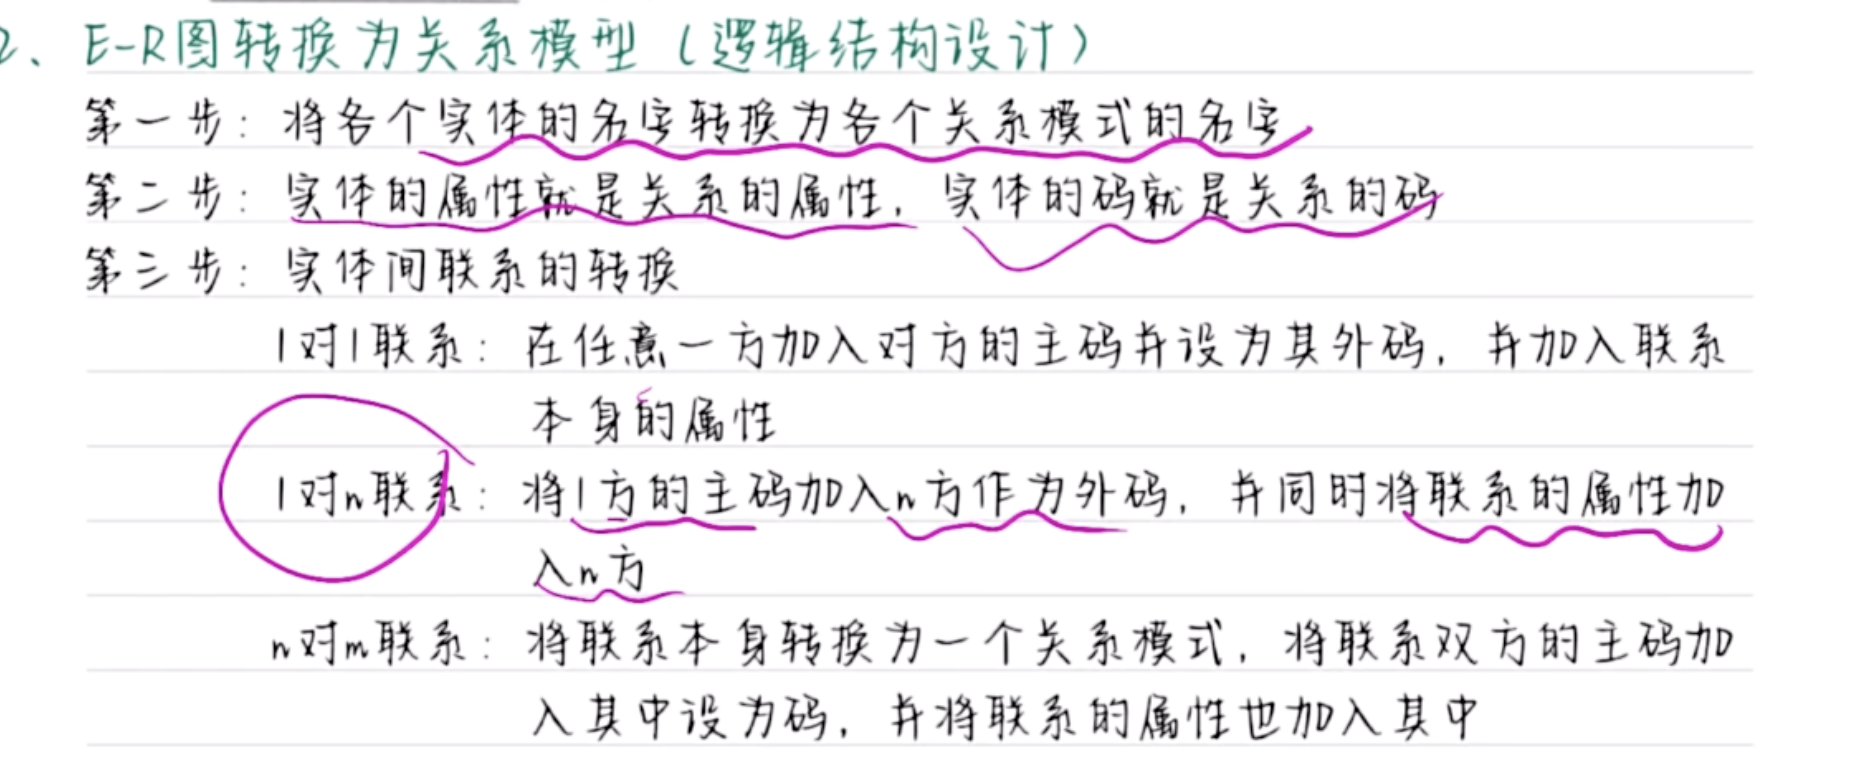 2、E-R图转换为关系模型（逻辑结构设计）
第一步：将各个实体的名字转换为各个关系模式的名字
第二步：实体的属性就是关系的属性，实体的码就是关系的码
第三步：实体间联系的转换
1对1联系：在任意一方加入对方的主码并设为其外码，并加入联系
本身的属性
1对n联系：将1方的主码加入n方作为外码，并同时将联系的属性加
入n方
n对m联系：将联系本身转换为一个关系模式，将联系双方的主码加
入其中设为码，并将联系的属性也加入其中